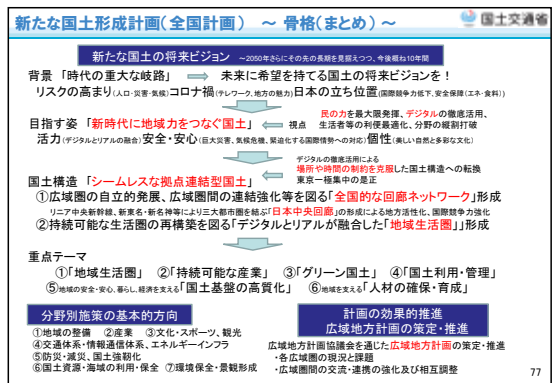 新たな国土形成計画(全国計画) ~ 骨格(まとめ) ~
国土交通省
新たな国土の将来ビジョン ~2050年さらにその先の長期を見据えつつ、今後概ね10年間
背景 「時代の重大な岐路」 ⇒ 未来に希望を持てる国土の将来ビジョンを!
リスクの高まり(人口・災害・気候)コロナ禍(テレワーク、地方の魅力)日本の立ち位置(国際競争力低下、安全保障(エネ・食料))
民の力を最大限発揮、デジタルの徹底活用、
目指す姿 「新時代に地域力をつなぐ国土」 ⇐ 視点 生活者等の利便最適化、分野の縦割打破
活力(デジタルとリアルの融合)安全・安心(巨大災害、気候危機、緊迫化する国際情勢への対応)個性(美しい自然と多彩な文化)
デジタルの徹底活用による
場所や時間の制約を克服した国土構造への転換
国土構造 「シームレスな拠点連結型国土」 ⇐ 東京一極集中の是正
①広域圏の自立的発展、広域圏間の連結強化等を図る「全国的な回廊ネットワーク」形成
リニア中央新幹線、新東名・新名神等により三大都市圏を結ぶ「日本中央回廊」の形成による地方活性化、国際競争力強化
②持続可能な生活圏の再構築を図る「デジタルとリアルが融合した「地域生活圏」」形成
重点テーマ
①「地域生活圏」 ②「持続可能な産業」 ③「グリーン国土」 ④「国土利用・管理」
⑤地域の安全・安心、暮らし、経済を支える「国土基盤の高質化」 ⑥地域を支える「人材の確保・育成」
分野別施策の基本的方向
①地域の整備 ②産業 ③文化・スポーツ、観光
④交通体系・情報通信体系、エネルギーインフラ
⑤防災・減災、国土強靱化
⑥国土資源・海域の利用・保全 ⑦環境保全・景観形成
計画の効果的推進
広域地方計画の策定・推進
広域地方計画協議会を通じた広域地方計画の策定・推進
・各広域圏の現況と課題
・広域圏間の交流・連携の強化及び相互調整
77